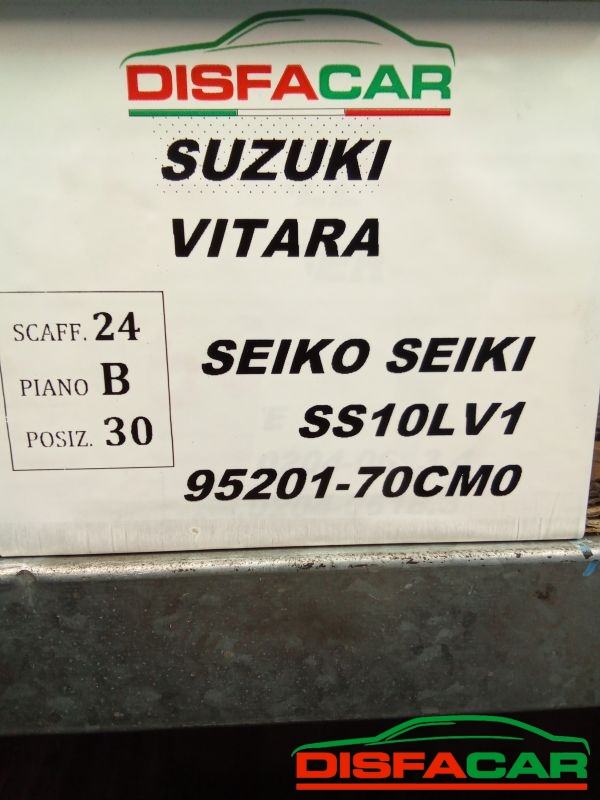 DISFACAR
SUZUKI
VITARA
SCAFF. 24
PIANO B
POSIZ. 30
SEIKO SEIKI
SS10LV1
95201-70CM0
DISFACAR